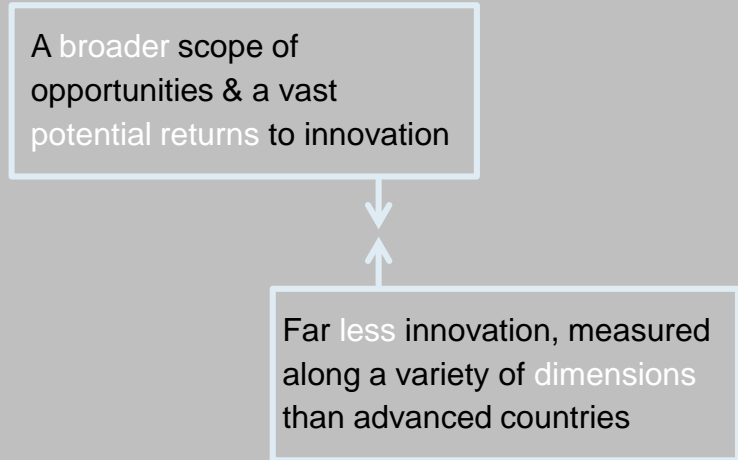 A broader scope of
opportunities & a vast
potential returns to innovation
Far less innovation, measured
along a variety of dimensions
than advanced countries